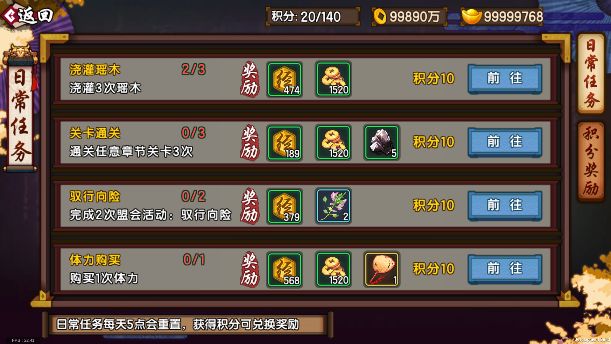 返回
积分: 20/140
99890万
99999768
日常任务
日常任务
积分奖励
浇灌瑶木
2/3
浇灌3次瑶木
奖励
474
1520
积分10
前往
关卡通关
0/3
通关任意章节关卡3次
奖励
189
1520
5
积分10
前往
驭行向险
0/2
完成2次盟会活动：驭行向险
奖励
379
2
积分10
前往
体力购买
0/1
购买1次体力
奖励
568
1520
1
积分10
前往
日常任务每天5点会重置，获得积分可兑换奖励